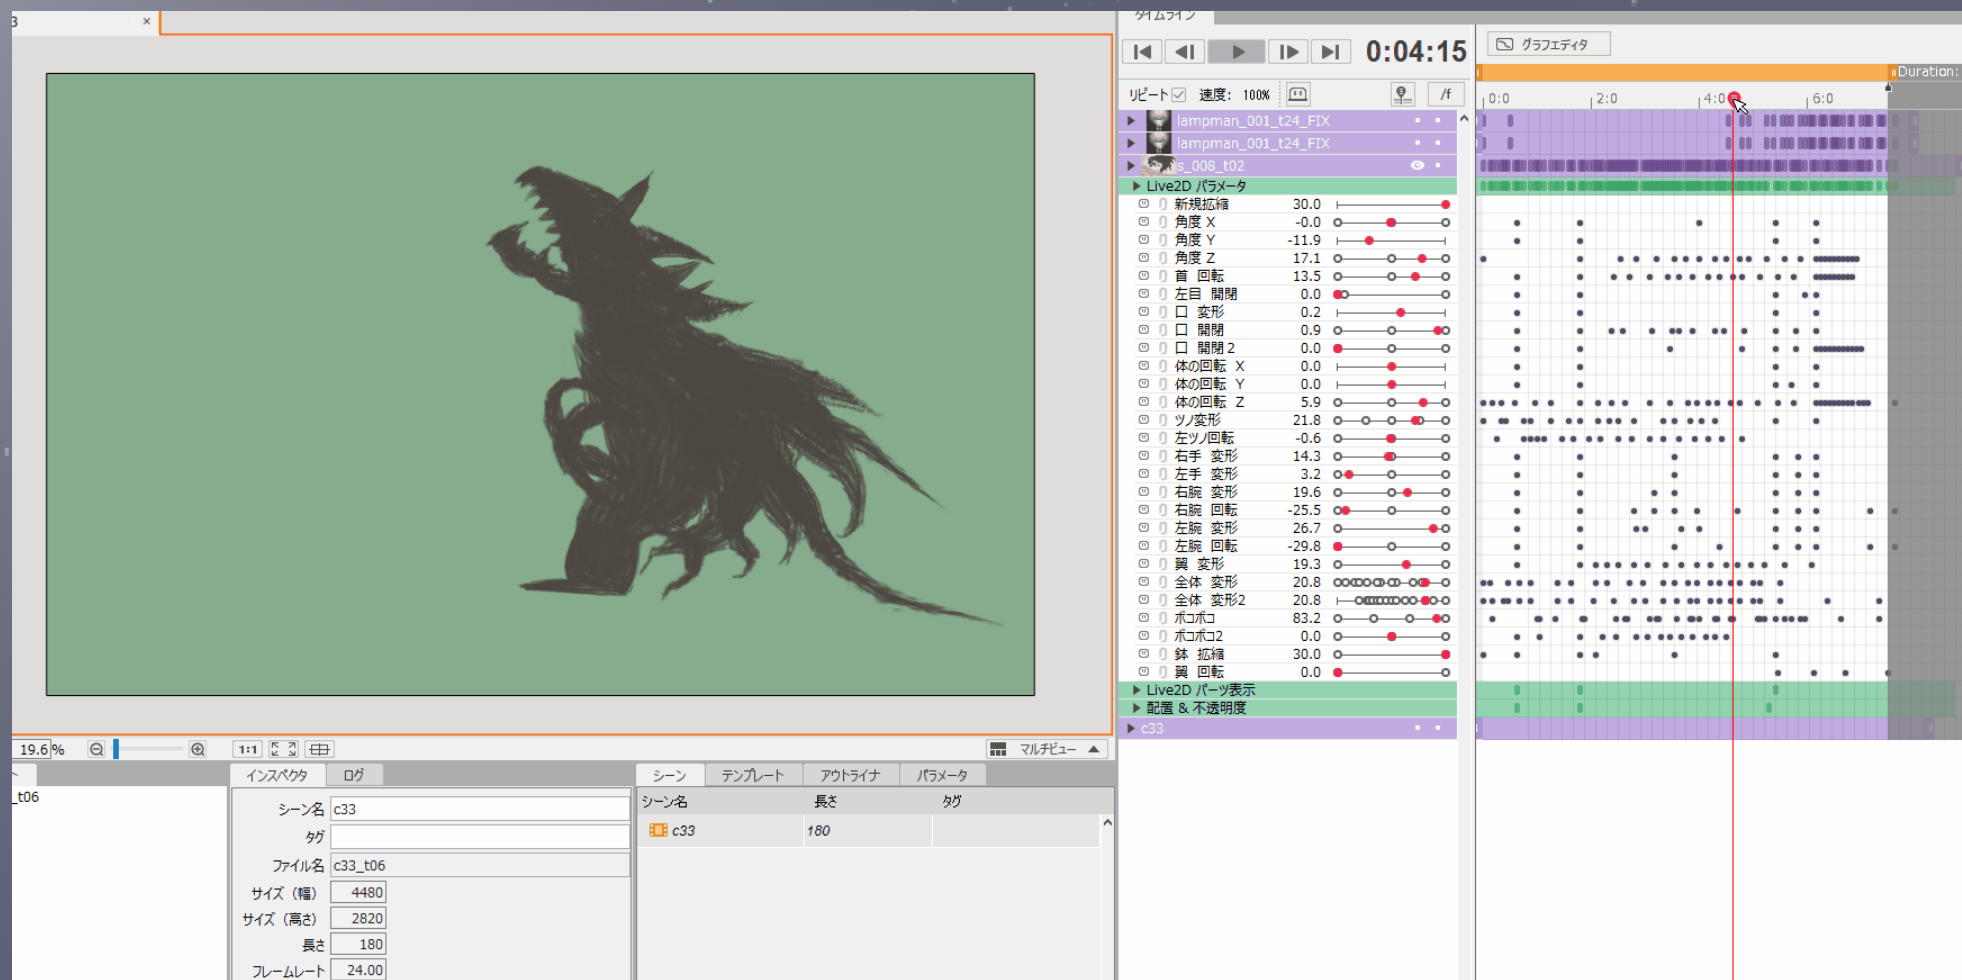 3 ×
タイムライン
0:04:15
グラフエディタ
Duration:
リピート 速度: 100% /f
0:0 2:0 4:0 6:0
lampman_001_t24_FIX
lampman_001_t24_FIX
s_008_t02
Live2D パラメータ
新規拡縮 30.0
角度 X -0.0
角度 Y -11.9
角度 Z 17.1
首 回転 13.5
左目 開閉 0.0
口 変形 0.2
口 開閉 0.9
口 開閉2 0.0
体の回転 X 0.0
体の回転 Y 0.0
体の回転 Z 5.9
ツノ変形 21.8
左ツノ回転 -0.6
右手 変形 14.3
左手 変形 3.2
右腕 変形 19.6
右腕 回転 -25.5
左腕 変形 26.7
左腕 回転 -29.8
翼 変形 19.3
全体 変形 20.8
全体 変形2 20.8
ボコボコ 83.2
ボコボコ2 0.0
鉢 拡縮 30.0
翼 回転 0.0
Live2D パーツ表示
配置 & 不透明度
c33
19.6 % 1:1 マルチビュー
_t06
インスペクタ ログ
シーン名 c33
タグ
ファイル名 c33_t06
サイズ (幅) 4480
サイズ (高さ) 2820
長さ 180
フレームレート 24.00
シーン テンプレート アウトライナ パラメータ
シーン名 長さ タグ
c33 180